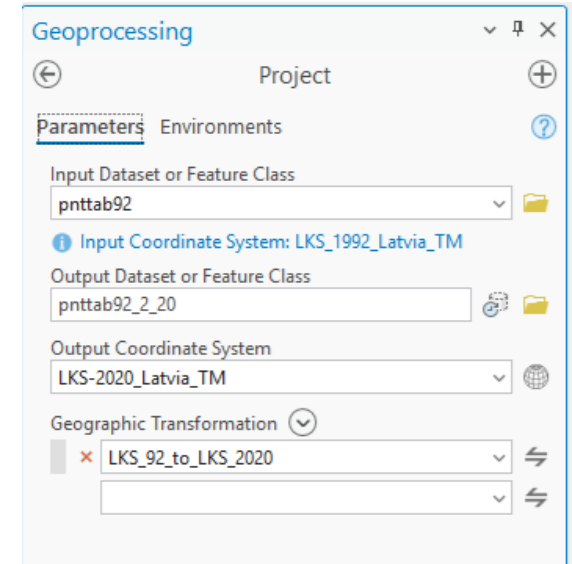 Geoprocessing
Project
Parameters Environments
Input Dataset or Feature Class
pnttab92
Input Coordinate System: LKS_1992_Latvia_TM
Output Dataset or Feature Class
pnttab92_2_20
Output Coordinate System
LKS-2020_Latvia_TM
Geographic Transformation
LKS_92_to_LKS_2020